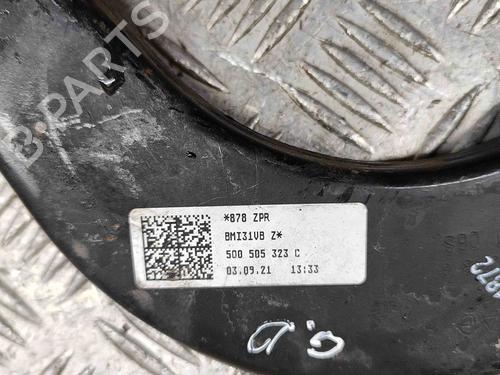 B-PARTS
*878 ZPR
BMI31VB Z*
5Q0 505 323 C
03.09.21 13:33
G.D